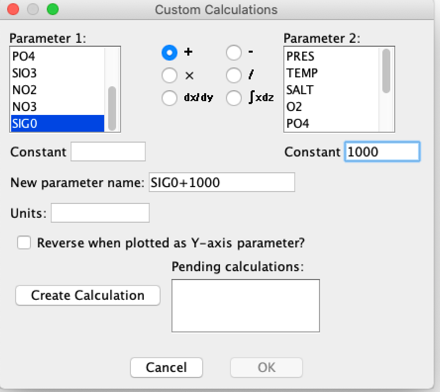 Custom Calculations
Parameter 1:
PO4
SIO3
NO2
NO3
SIG0
+
-
×
/
dx/dy
∫xdz
Parameter 2:
PRES
TEMP
SALT
O2
PO4
Constant
Constant 1000
New parameter name: SIG0+1000
Units:
Reverse when plotted as Y-axis parameter?
Pending calculations:
Create Calculation
Cancel
OK